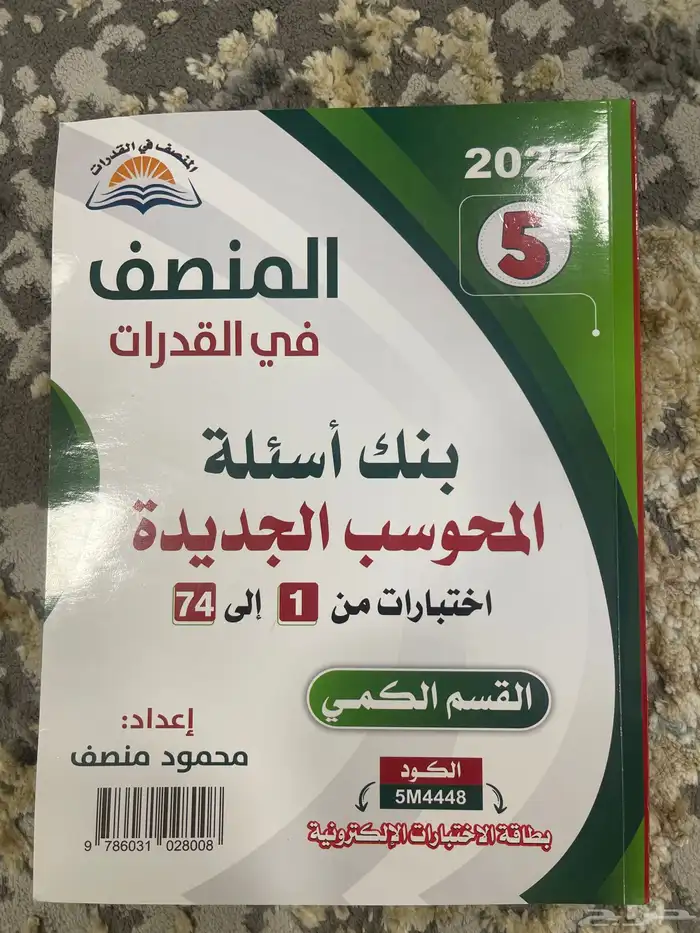 2025
5
المنصف في القدرات
المنصف
في القدرات
بنك أسئلة
المحوسب الجديدة
اختبارات من 1 إلى 74
القسم الكمي
إعداد:
محمود منصف
الكود
5M4448
بطاقة الاختبارات الإلكترونية
9 786031 028008
حراج